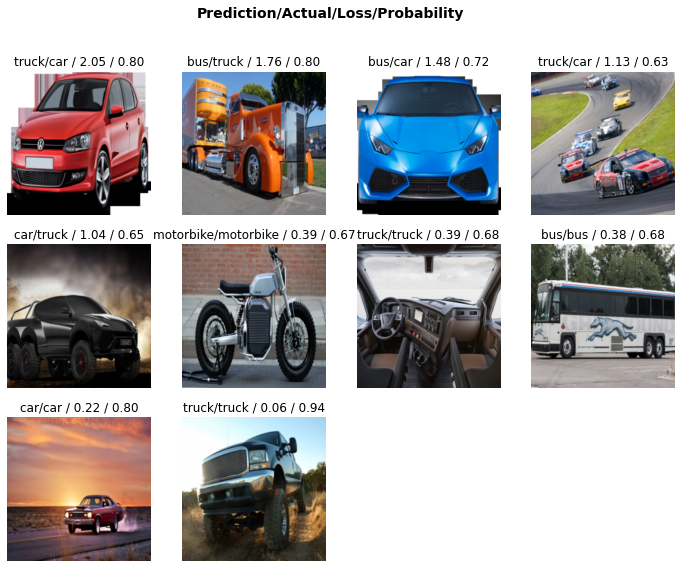 Prediction/Actual/Loss/Probability
truck/car / 2.05 / 0.80
bus/truck / 1.76 / 0.80
bus/car / 1.48 / 0.72
truck/car / 1.13 / 0.63
car/truck / 1.04 / 0.65
motorbike/motorbike / 0.39 / 0.67
truck/truck / 0.39 / 0.68
bus/bus / 0.38 / 0.68
car/car / 0.22 / 0.80
truck/truck / 0.06 / 0.94